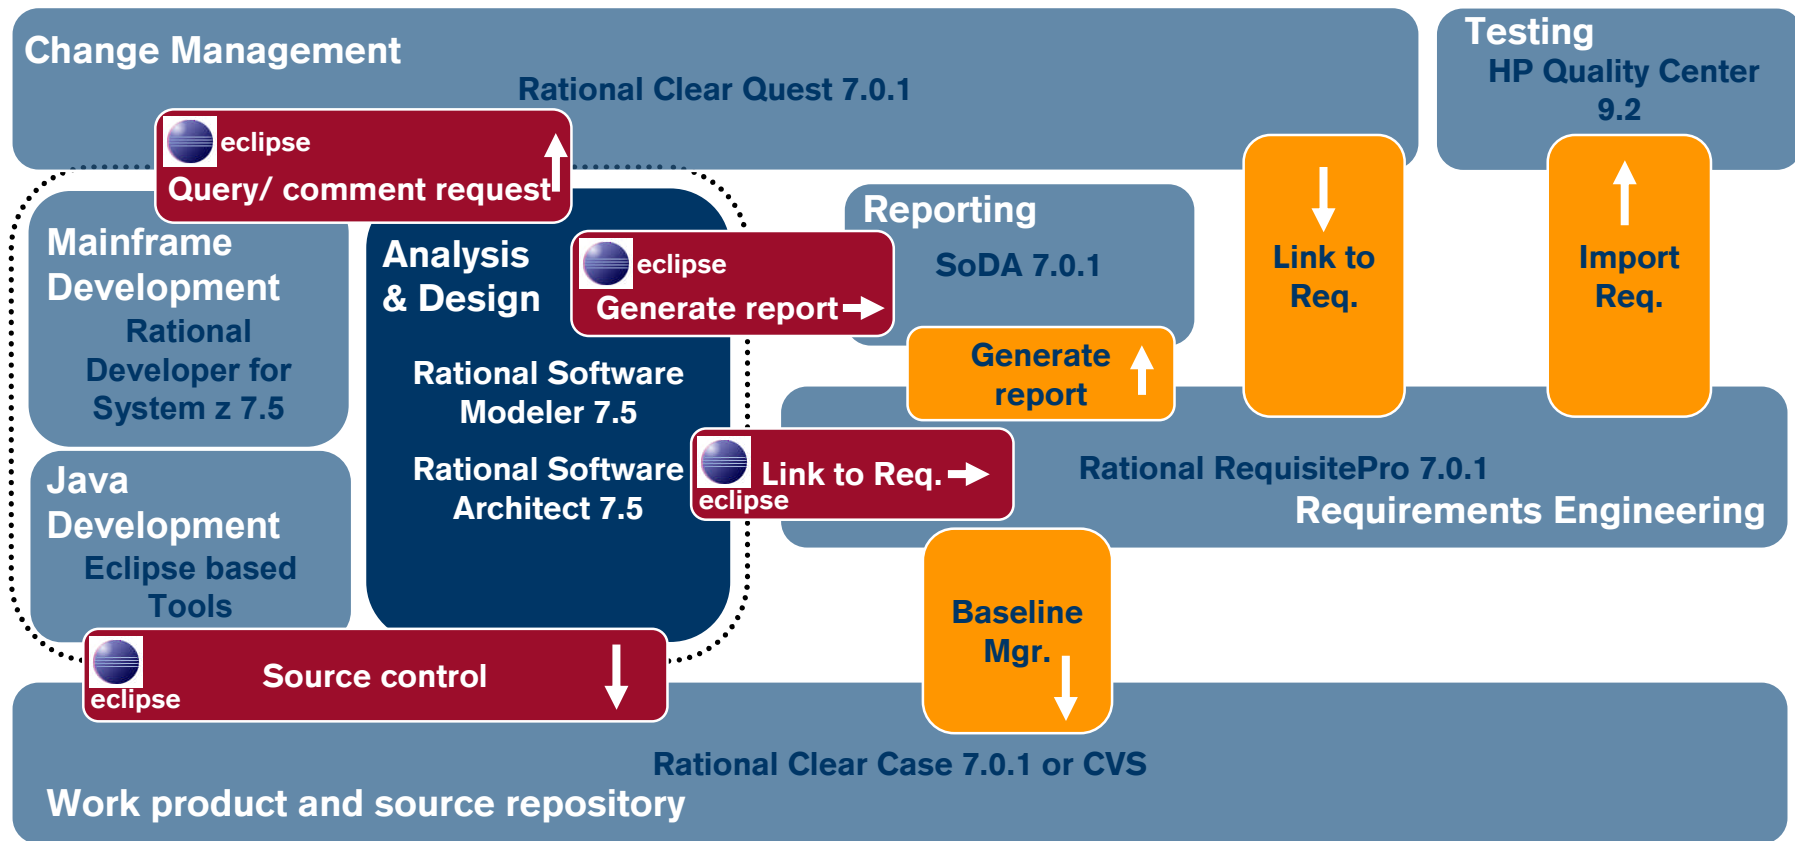 Change Management
Rational Clear Quest 7.0.1
Testing
HP Quality Center
9.2
eclipse
Query/ comment request
Mainframe
Development
Rational
Developer for
System z 7.5
Analysis
& Design
Rational Software
Modeler 7.5
Rational Software
Architect 7.5
eclipse
Generate report
Reporting
SoDA 7.0.1
Generate
report
Link to
Req.
Import
Req.
Java
Development
Eclipse based
Tools
Link to Req.
eclipse
Rational RequisitePro 7.0.1
Requirements Engineering
Baseline
Mgr.
Source control
eclipse
Rational Clear Case 7.0.1 or CVS
Work product and source repository